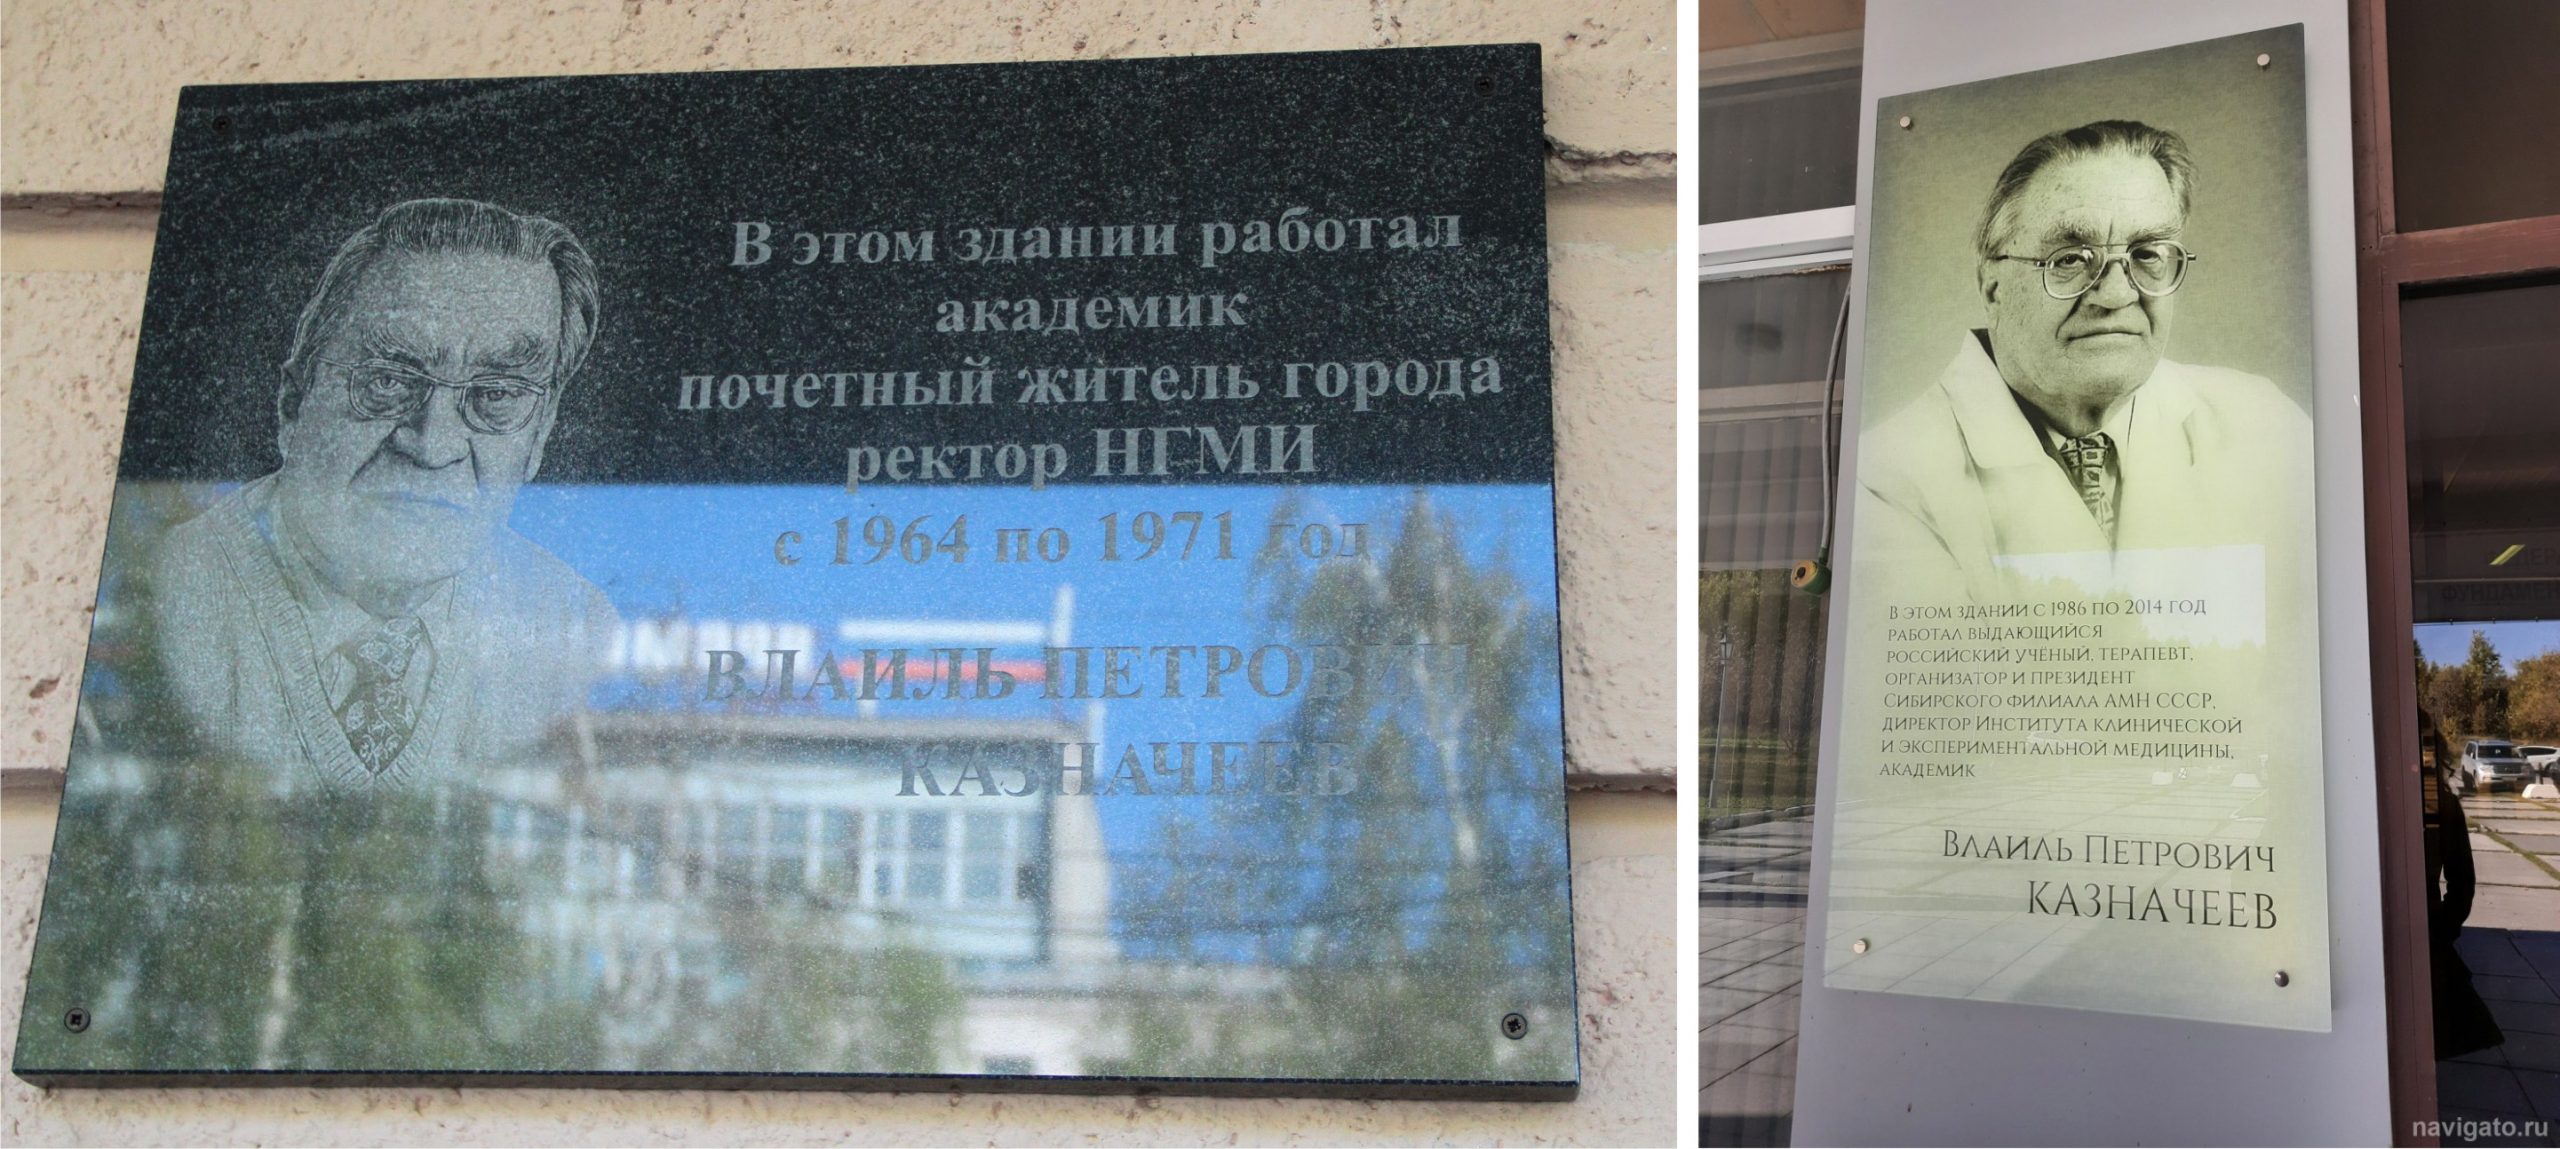 В этом здании работал
академик
почетный житель города
ректор НГМИ
с 1964 по 1971 год
ВЛАИЛЬ ПЕТРОВИЧ
КАЗНАЧЕЕВ
В ЭТОМ ЗДАНИИ С 1986 ПО 2014 ГОД
РАБОТАЛ ВЫДАЮЩИЙСЯ
РОССИЙСКИЙ УЧЁНЫЙ, ТЕРАПЕВТ,
ОРГАНИЗАТОР И ПРЕЗИДЕНТ
СИБИРСКОГО ФИЛИАЛА АМН СССР,
ДИРЕКТОР ИНСТИТУТА КЛИНИЧЕСКОЙ
И ЭКСПЕРИМЕНТАЛЬНОЙ МЕДИЦИНЫ,
АКАДЕМИК
ВЛАИЛЬ ПЕТРОВИЧ
КАЗНАЧЕЕВ
navigato.ru